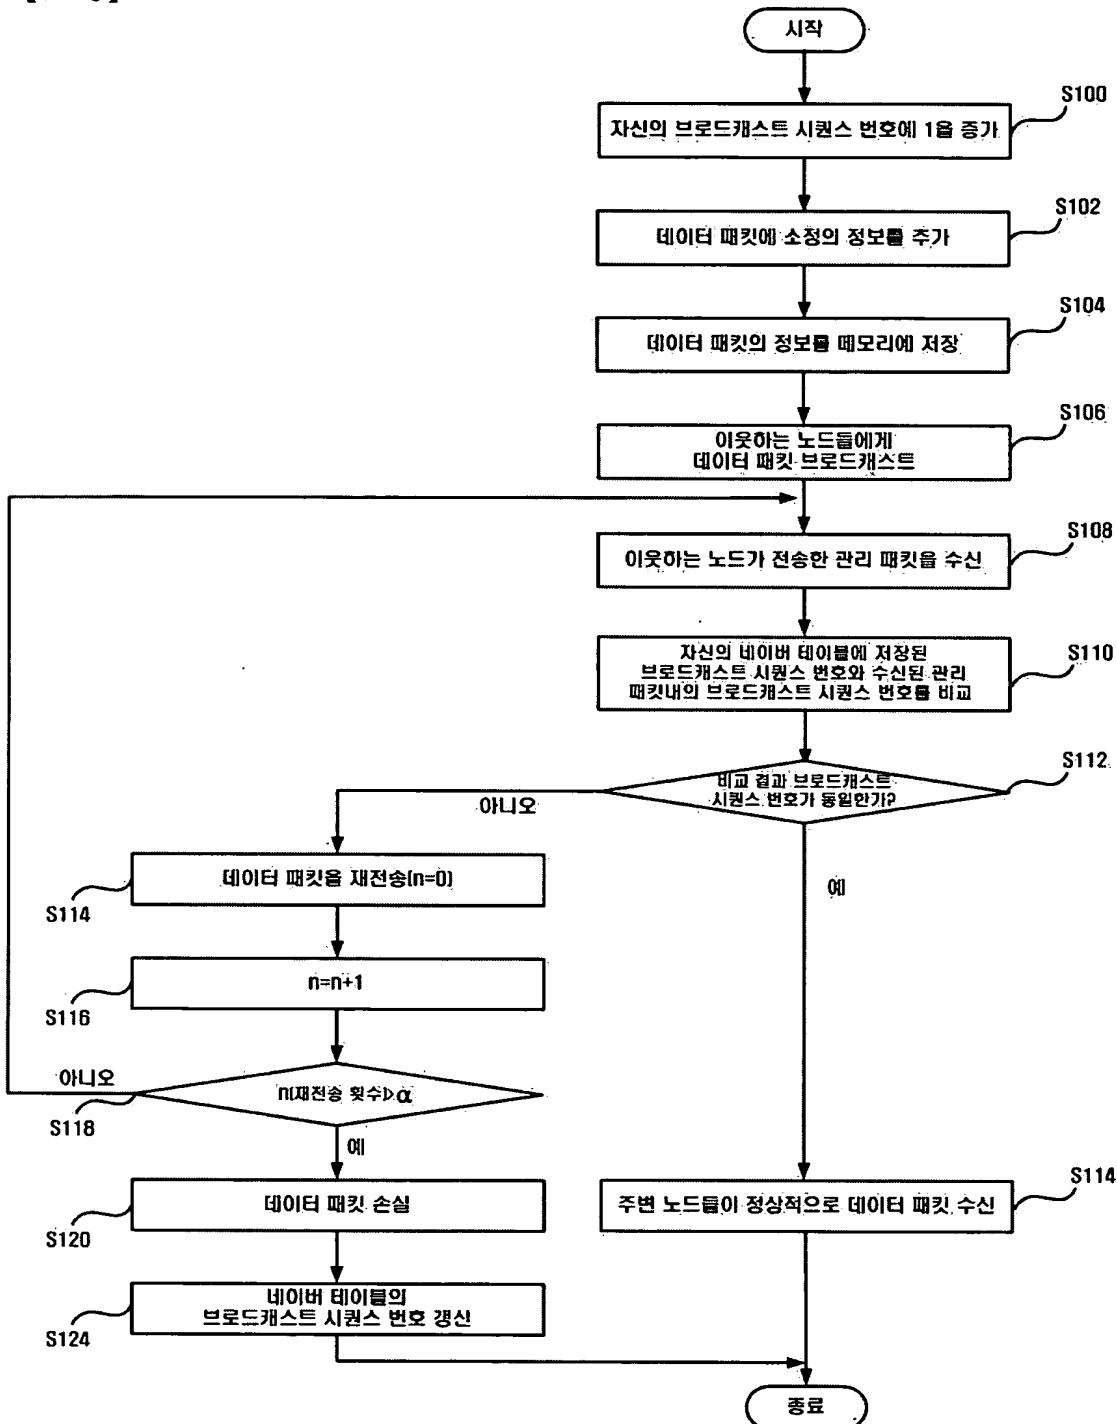 시작
S100
자신의 브로드캐스트 시퀀스 번호에 1을 증가
S102
데이터 패킷에 소정의 정보를 추가
S104
데이터 패킷의 정보를 메모리에 저장
S106
이웃하는 노드들에게
데이터 패킷 브로드캐스트
S108
이웃하는 노드가 전송한 관리 패킷을 수신
S110
자신의 네이버 테이블에 저장된
브로드캐스트 시퀀스 번호와 수신된 관리
패킷내의 브로드캐스트 시퀀스 번호를 비교
S112
비교 결과 브로드캐스트
시퀀스 번호가 동일한가?
아니오
데이터 패킷을 재전송(n=0)
S114
예
n=n+1
S116
아니오
n(재전송 횟수)>α
S118
예
S114
데이터 패킷 손실
주변 노드들이 정상적으로 데이터 패킷 수신
S120
네이버 테이블의
브로드캐스트 시퀀스 번호 갱신
S124
종료